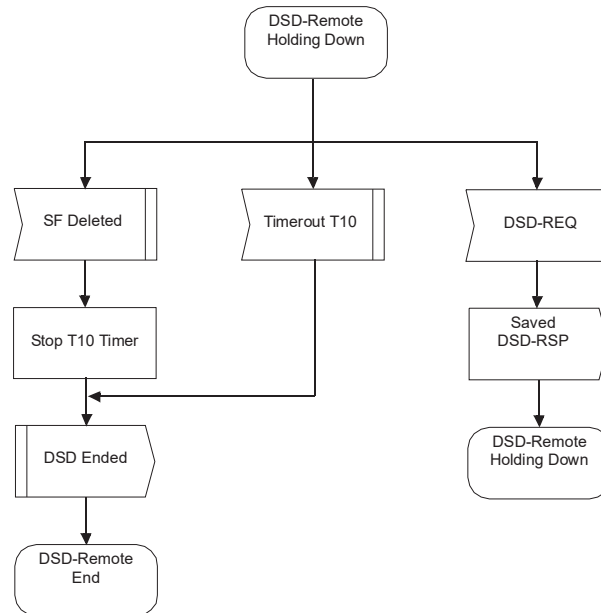 DSD-Remote
Holding Down
SF Deleted
Timerout T10
DSD-REQ
Stop T10 Timer
Saved
DSD-RSP
DSD Ended
DSD-Remote
Holding Down
DSD-Remote
End